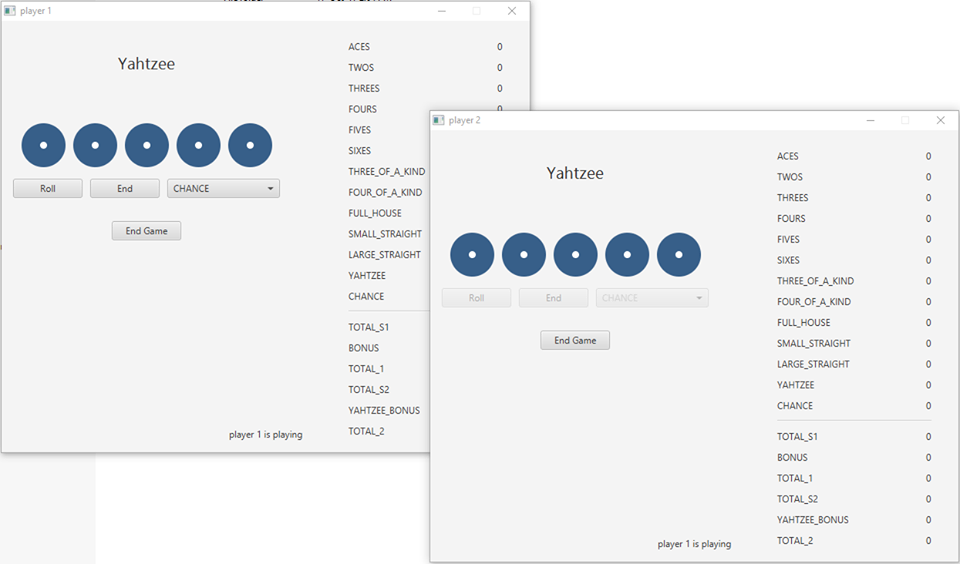 player 1
Yahtzee
Roll End CHANCE
End Game
player 1 is playing
ACES 0
TWOS 0
THREES 0
FOURS 0
FIVES
SIXES
THREE_OF_A_KIND
FOUR_OF_A_KIND
FULL_HOUSE
SMALL_STRAIGHT
LARGE_STRAIGHT
YAHTZEE
CHANCE
TOTAL_S1
BONUS
TOTAL_1
TOTAL_S2
YAHTZEE_BONUS
TOTAL_2
player 2
Yahtzee
Roll End CHANCE
End Game
player 1 is playing
ACES 0
TWOS 0
THREES 0
FOURS 0
FIVES 0
SIXES 0
THREE_OF_A_KIND 0
FOUR_OF_A_KIND 0
FULL_HOUSE 0
SMALL_STRAIGHT 0
LARGE_STRAIGHT 0
YAHTZEE 0
CHANCE 0
TOTAL_S1 0
BONUS 0
TOTAL_1 0
TOTAL_S2 0
YAHTZEE_BONUS 0
TOTAL_2 0